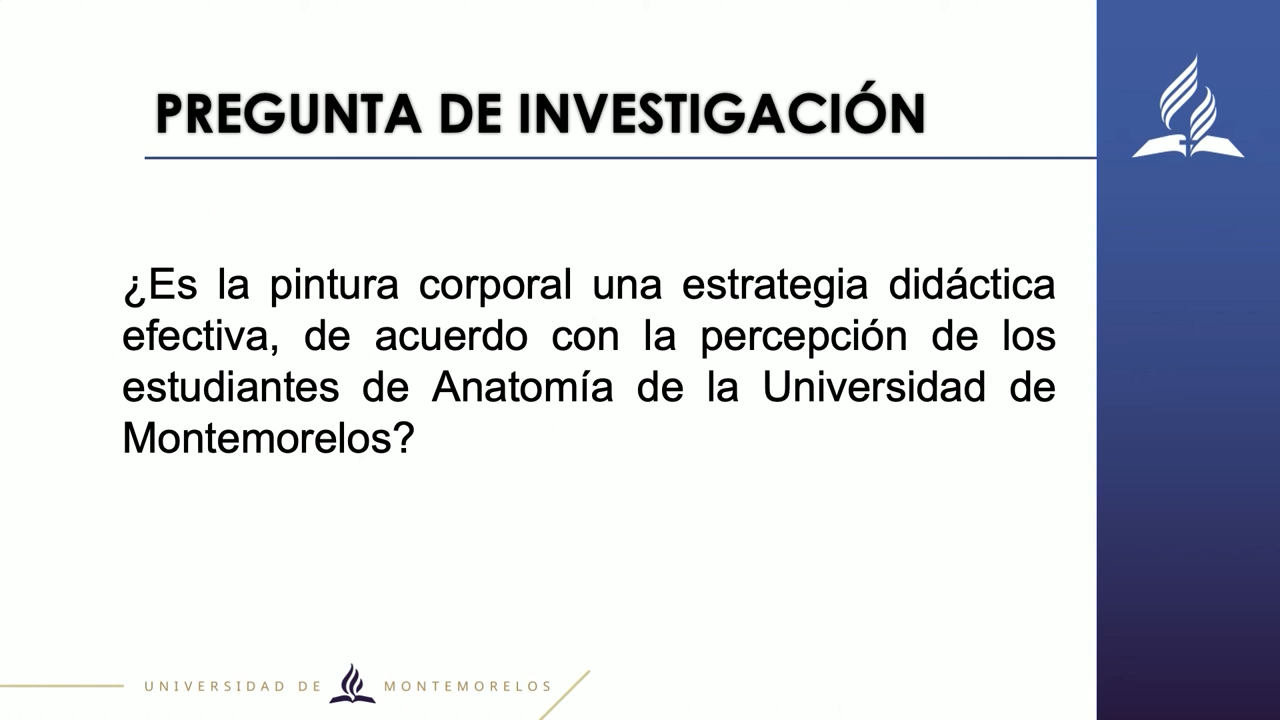 PREGUNTA DE INVESTIGACIÓN
¿Es la pintura corporal una estrategia didáctica
efectiva, de acuerdo con la percepción de los
estudiantes de Anatomía de la Universidad de
Montemorelos?
UNIVERSIDAD DE MONTEMORELOS